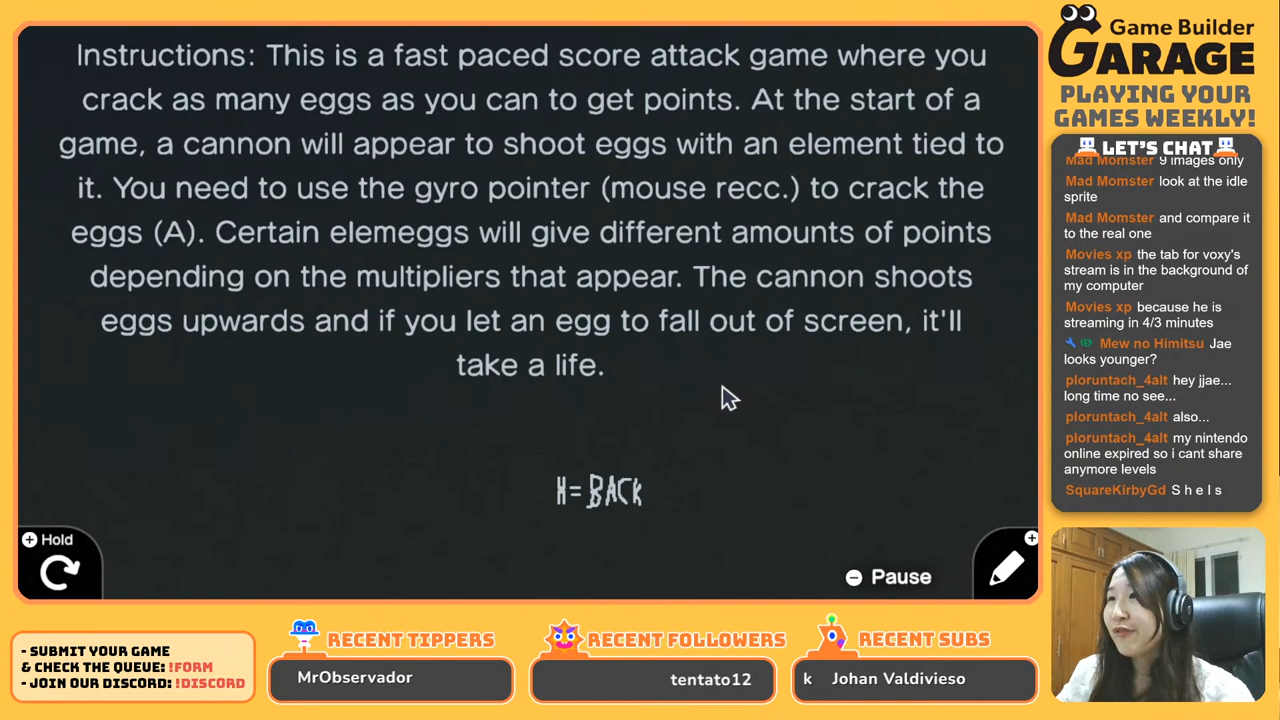 Instructions: This is a fast paced score attack game where you
crack as many eggs as you can to get points. At the start of a
game, a cannon will appear to shoot eggs with an element tied to
it. You need to use the gyro pointer (mouse recc.) to crack the
eggs (A). Certain elemeggs will give different amounts of points
depending on the multipliers that appear. The cannon shoots
eggs upwards and if you let an egg to fall out of screen, it'll
take a life.
X=BACK
+ Hold
- Pause
+
Game Builder
GARAGE
PLAYING YOUR
GAMES WEEKLY!
LET'S CHAT
Mad Momster 9 images only
Mad Momster look at the idle
sprite
Mad Momster and compare it
to the real one
Movies xp the tab for voxy's
stream is in the background of
my computer
Movies xp because he is
streaming in 4/3 minutes
Mew no Himitsu Jae
looks younger?
ploruntach_4alt hey jjae...
long time no see...
ploruntach_4alt also...
ploruntach_4alt my nintendo
online expired so i cant share
anymore levels
SquareKirbyGd S h e l s
- SUBMIT YOUR GAME
& CHECK THE QUEUE: !FORM
- JOIN OUR DISCORD: !DISCORD
RECENT TIPPERS
MrObservador
RECENT FOLLOWERS
tentato12
RECENT SUBS
k Johan Valdivieso